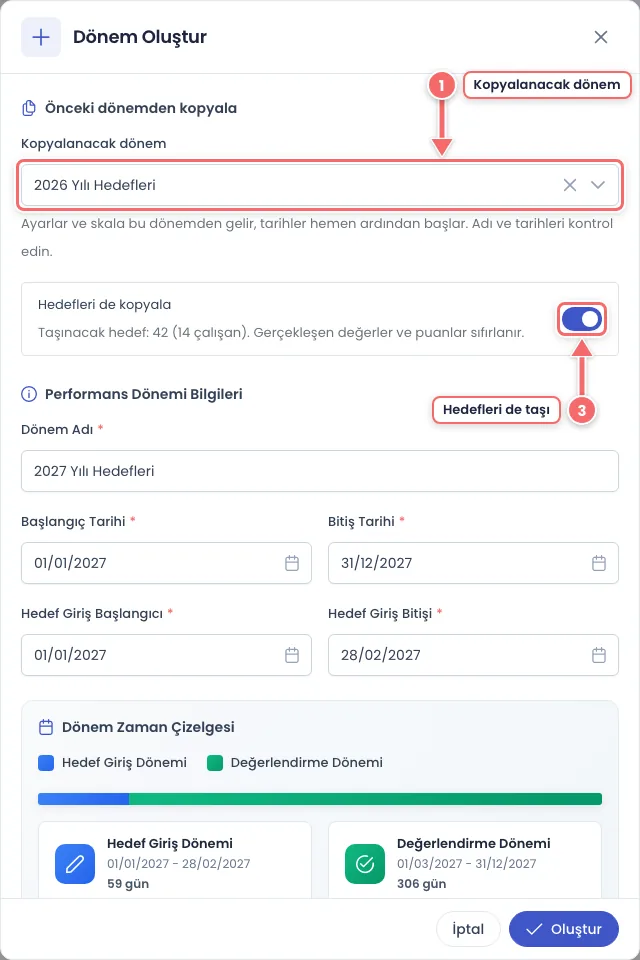 Dönem Oluştur
1
Kopyalanacak dönem
Önceki dönemden kopyala
Kopyalanacak dönem
2026 Yılı Hedefleri
Ayarlar ve skala bu dönemden gelir, tarihler hemen ardından başlar. Adı ve tarihleri kontrol
edin.
Hedefleri de kopyala
Taşınacak hedef: 42 (14 çalışan). Gerçekleşen değerler ve puanlar sıfırlanır.
Performans Dönemi Bilgileri
Hedefleri de taşı
3
Dönem Adı *
2027 Yılı Hedefleri
Başlangıç Tarihi *
Bitiş Tarihi *
01/01/2027
31/12/2027
Hedef Giriş Başlangıcı *
Hedef Giriş Bitişi *
01/01/2027
28/02/2027
Dönem Zaman Çizelgesi
Hedef Giriş Dönemi
Değerlendirme Dönemi
Hedef Giriş Dönemi
01/01/2027 - 28/02/2027
59 gün
Değerlendirme Dönemi
01/03/2027 - 31/12/2027
306 gün
İptal
Oluştur